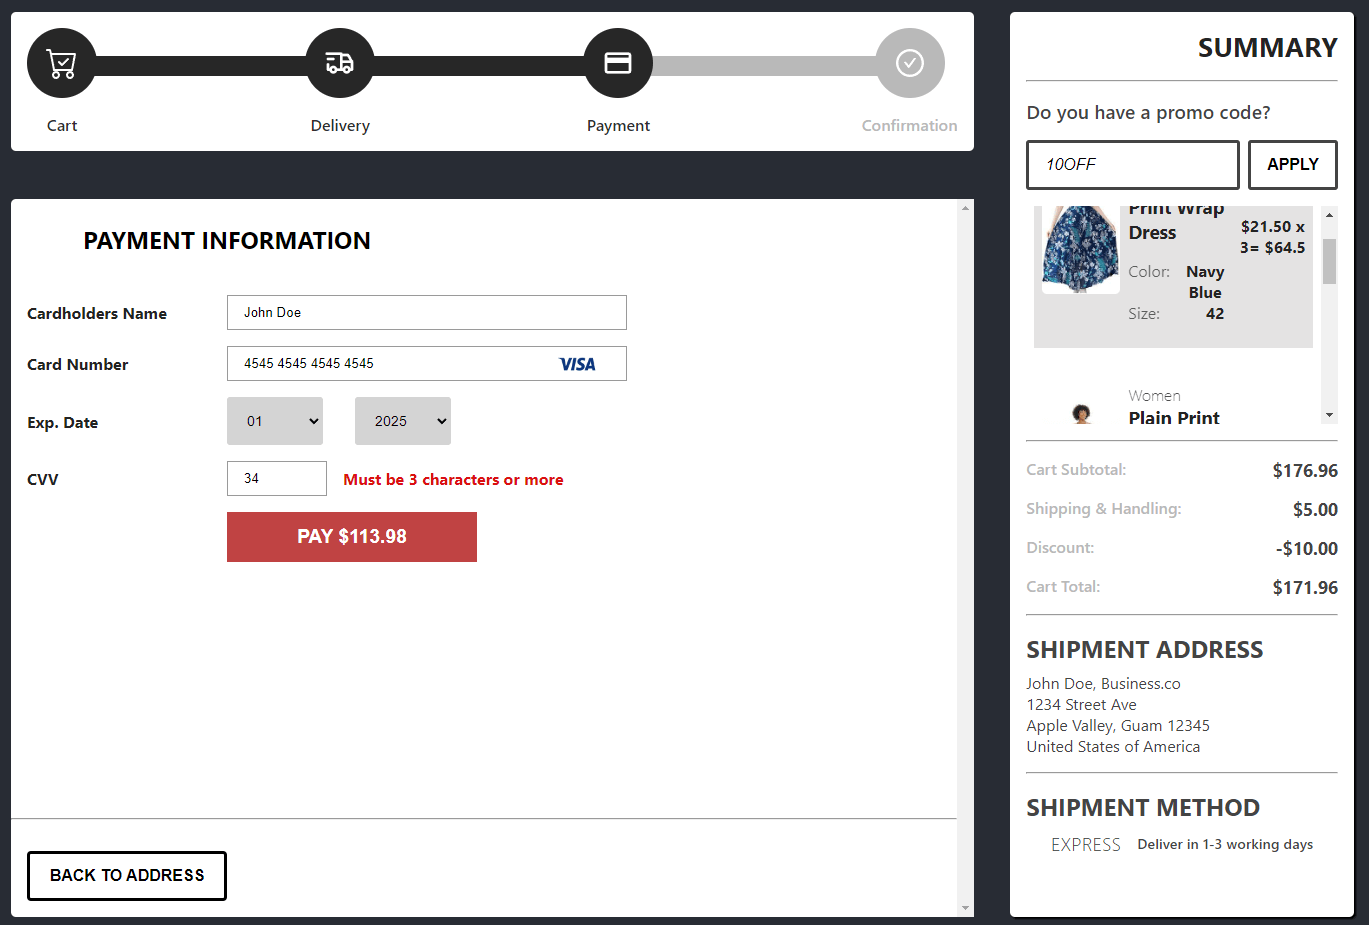 Cart
Delivery
Payment
Confirmation
PAYMENT INFORMATION
Cardholders Name
John Doe
Card Number
4545 4545 4545 4545
VISA
Exp. Date
01
2025
CVV
34
Must be 3 characters or more
PAY $113.98
BACK TO ADDRESS
SUMMARY
Do you have a promo code?
10OFF
APPLY
Print Wrap
Dress
$21.50 x
3= $64.5
Color:
Navy
Blue
Size:
42
Women
Plain Print
Cart Subtotal:
$176.96
Shipping & Handling:
$5.00
Discount:
-$10.00
Cart Total:
$171.96
SHIPMENT ADDRESS
John Doe, Business.co
1234 Street Ave
Apple Valley, Guam 12345
United States of America
SHIPMENT METHOD
EXPRESS
Deliver in 1-3 working days